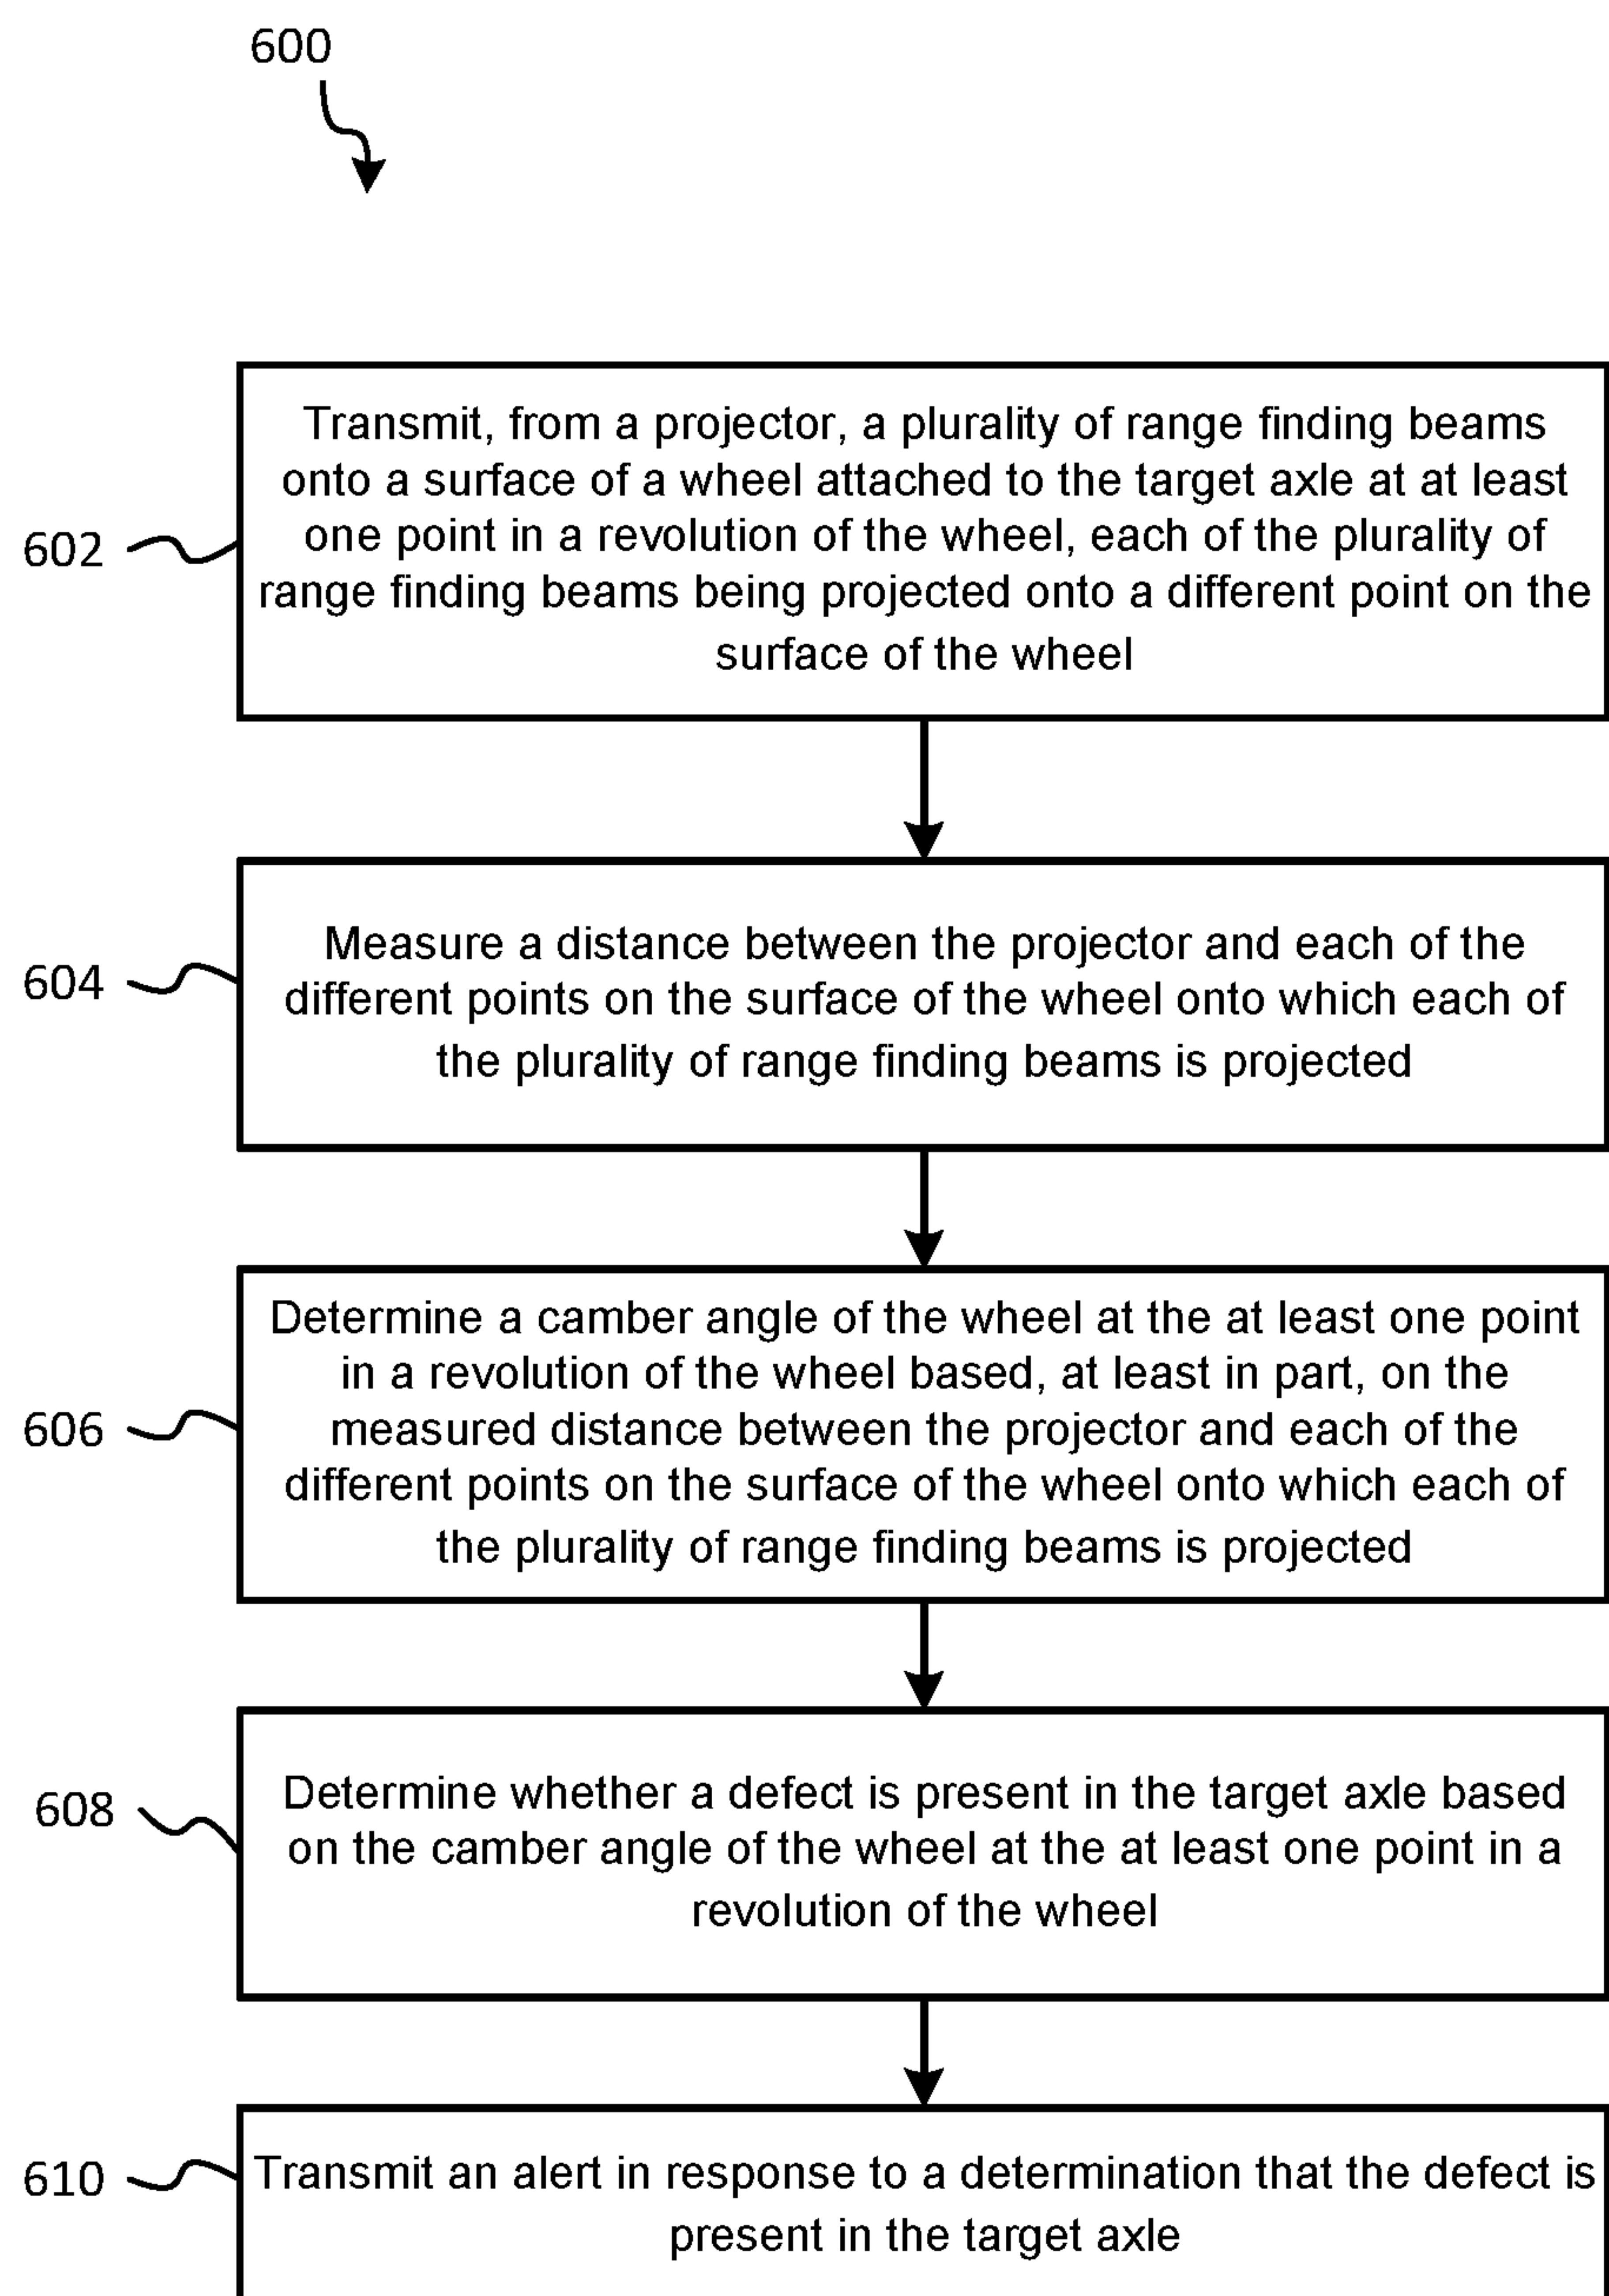 600
Transmit, from a projector, a plurality of range finding beams
onto a surface of a wheel attached to the target axle at at least
one point in a revolution of the wheel, each of the plurality of
range finding beams being projected onto a different point on the
surface of the wheel
602
Measure a distance between the projector and each of the
different points on the surface of the wheel onto which each of
the plurality of range finding beams is projected
604
Determine a camber angle of the wheel at the at least one point
in a revolution of the wheel based, at least in part, on the
measured distance between the projector and each of the
different points on the surface of the wheel onto which each of
the plurality of range finding beams is projected
606
Determine whether a defect is present in the target axle based
on the camber angle of the wheel at the at least one point in a
revolution of the wheel
608
Transmit an alert in response to a determination that the defect is
present in the target axle
610